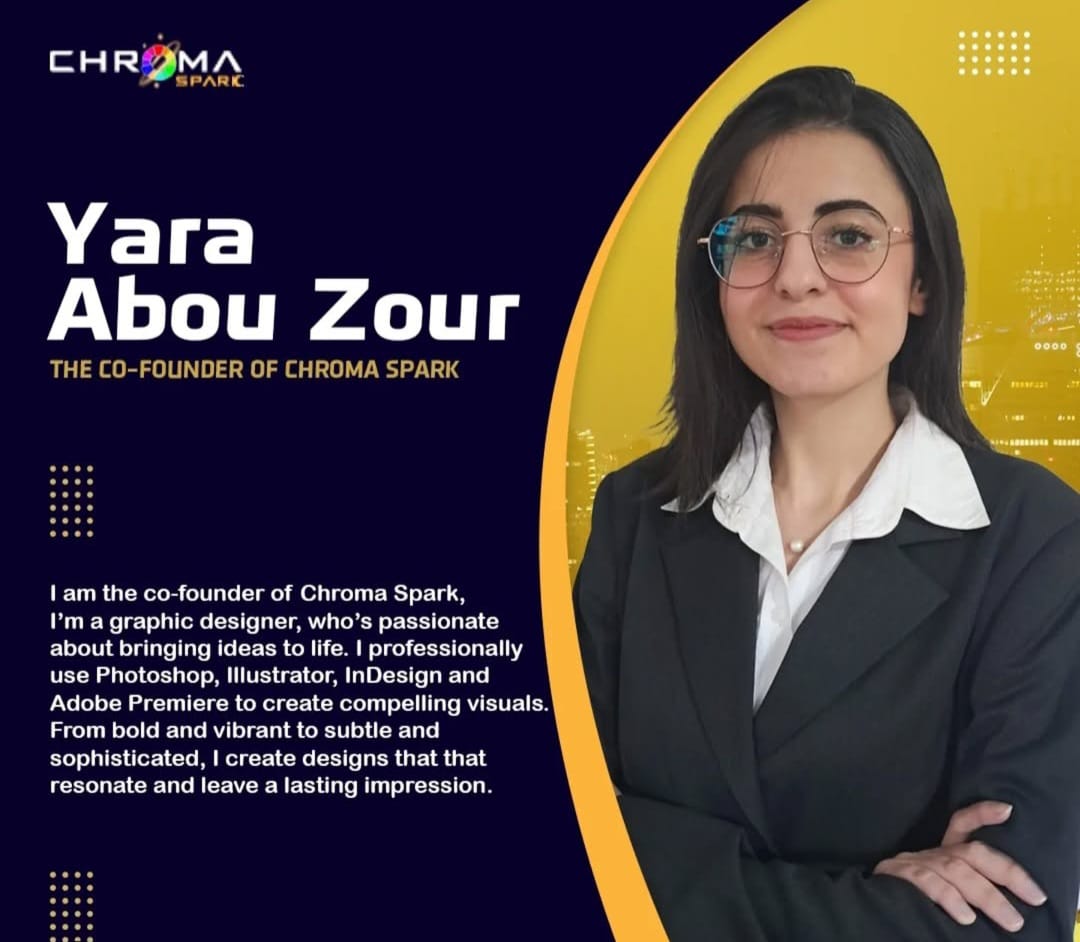 CHROMA
SPARK
Yara
Abou Zour
THE CO-FOUNDER OF CHROMA SPARK
I am the co-founder of Chroma Spark,
I’m a graphic designer, who’s passionate
about bringing ideas to life. I professionally
use Photoshop, Illustrator, InDesign and
Adobe Premiere to create compelling visuals.
From bold and vibrant to subtle and
sophisticated, I create designs that that
resonate and leave a lasting impression.